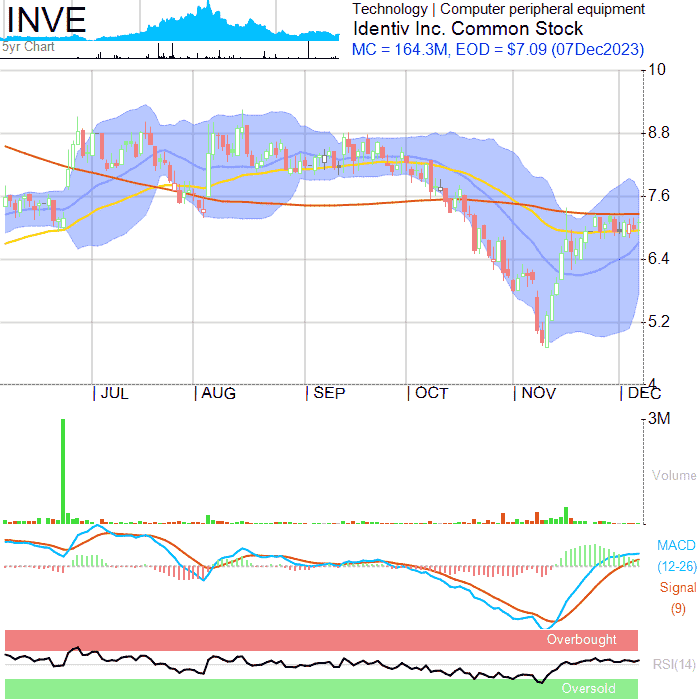 INVE
5yr Chart
Technology | Computer peripheral equipment
Identiv Inc. Common Stock
MC = 164.3M, EOD = $7.09 (07Dec2023)
10
8.8
7.6
6.4
5.2
4
JUL
AUG
SEP
OCT
NOV
DEC
3M
Volume
MACD
(12-26)
Signal
(9)
Overbought
RSI(14)
Oversold